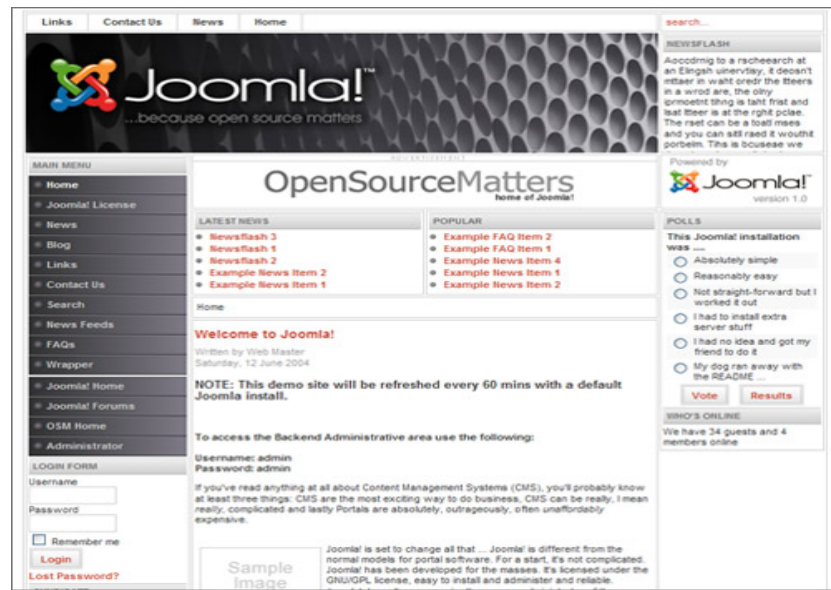 Links Contact Us News Home
search...
Joomla!™
...because open source matters
NEWSFLASH
Aoccdrnig to a rscheearch at
an Elingsh uinervtisy, it deosn't
mttaer in waht oredr the ltteers
in a wrod are, the olny
iprmoetnt tihng is taht frist and
lsat ltteer is at the rghit pclae.
The rset can be a toatl mses
and you can sitll raed it wouthit
porbelm. Tihs is bcuseae we
MAIN MENU
Home
Joomla! License
News
Blog
Links
Contact Us
Search
News Feeds
FAQs
Wrapper
Joomla! Home
Joomla! Forums
OSM Home
Administrator
LOGIN FORM
Username
Password
Remember me
Login
Lost Password?
ADVERTISEMENT
OpenSourceMatters
home of Joomla!
LATEST NEWS
Newsflash 3
Newsflash 1
Newsflash 2
Example News Item 2
Example News Item 1
POPULAR
Example FAQ Item 2
Example FAQ Item 1
Example News Item 4
Example News Item 1
Example News Item 2
Home
Welcome to Joomla!
Written by Web Master
Saturday, 12 June 2004
NOTE: This demo site will be refreshed every 60 mins with a default
Joomla install.
To access the Backend Administrative area use the following:
Username: admin
Password: admin
If you've read anything at all about Content Management Systems (CMS), you'll probably know
at least three things: CMS are the most exciting way to do business, CMS can be really, I mean
really, complicated and lastly Portals are absolutely, outrageously, often unaffordably
expensive.
Sample
Image
Joomla! is set to change all that ... Joomla! is different from the
normal models for portal software. For a start, it's not complicated.
Joomla! has been developed for the masses. It's licensed under the
GNU/GPL license, easy to install and administer and reliable.
Powered by
Joomla!
version 1.0
POLLS
This Joomla! installation
was ....
Absolutely simple
Reasonably easy
Not straight-forward but I
worked it out
I had to install extra
server stuff
I had no idea and got my
friend to do it
My dog ran away with
the README ...
Vote Results
WHO'S ONLINE
We have 34 guests and 4
members online